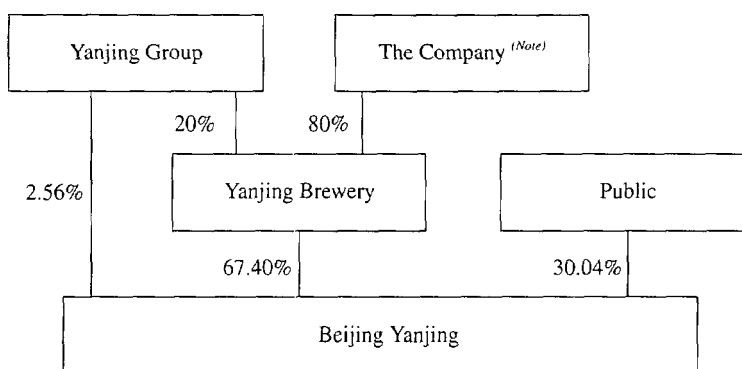 Yanjing Group
The Company (Note)
20%
80%
2.56%
Yanjing Brewery
Public
67.40%
30.04%
Beijing Yanjing